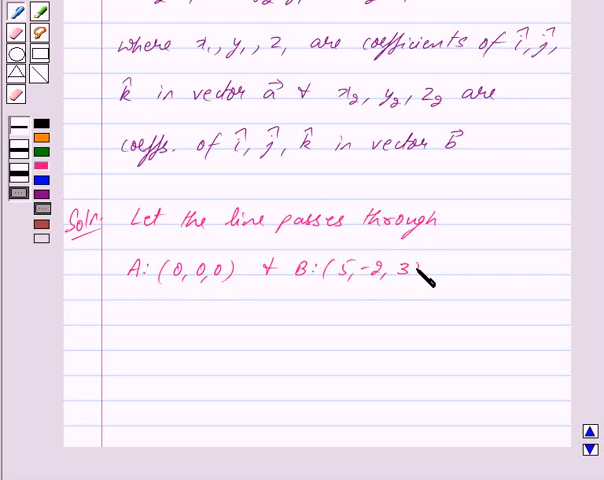 where x₁, y₁, z₁ are coefficients of î, ĵ,
k̂ in vector a⃗ & x₂, y₂, z₂ are
coeffs. of î, ĵ, k̂ in vector b⃗
Soln: Let the line passes through
A: (0,0,0) & B: (5,-2,3)